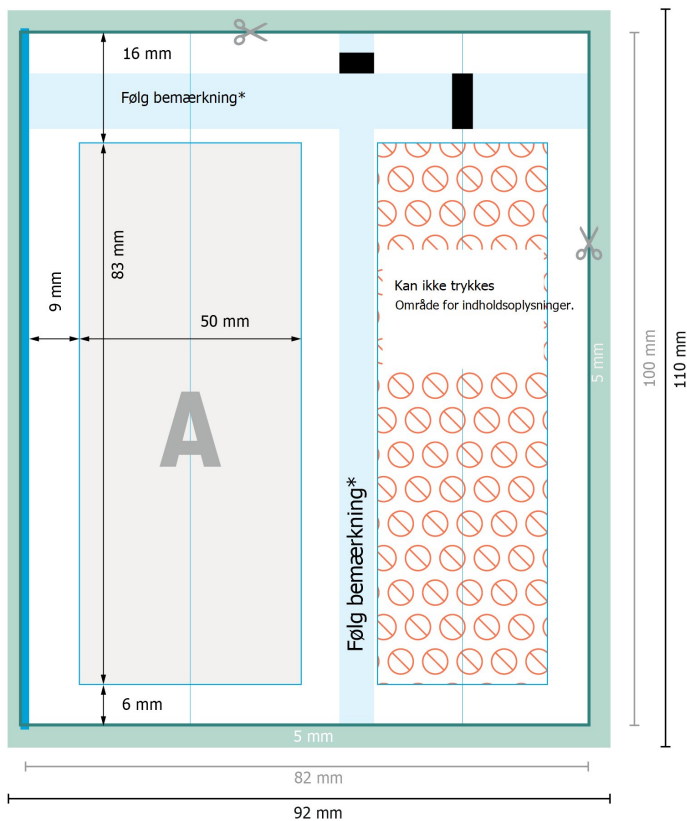 16 mm
Følg bemærkning*
83 mm
9 mm
50 mm
A
Kan ikke trykkes
Område for indholdsoplysninger.
5 mm
100 mm
110 mm
Følg bemærkning*
6 mm
5 mm
82 mm
92 mm